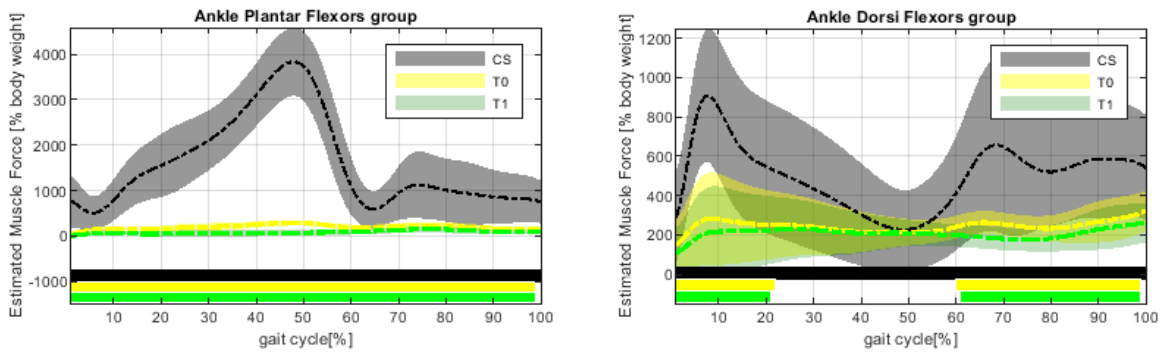 Ankle Plantar Flexors group
Estimated Muscle Force [% body weight]
4000
3000
2000
1000
0
-1000
CS
T0
T1
10 20 30 40 50 60 70 80 90 100
gait cycle[%]
Ankle Dorsi Flexors group
Estimated Muscle Force [% body weight]
1200
1000
800
600
400
200
0
CS
T0
T1
10 20 30 40 50 60 70 80 90 100
gait cycle[%]